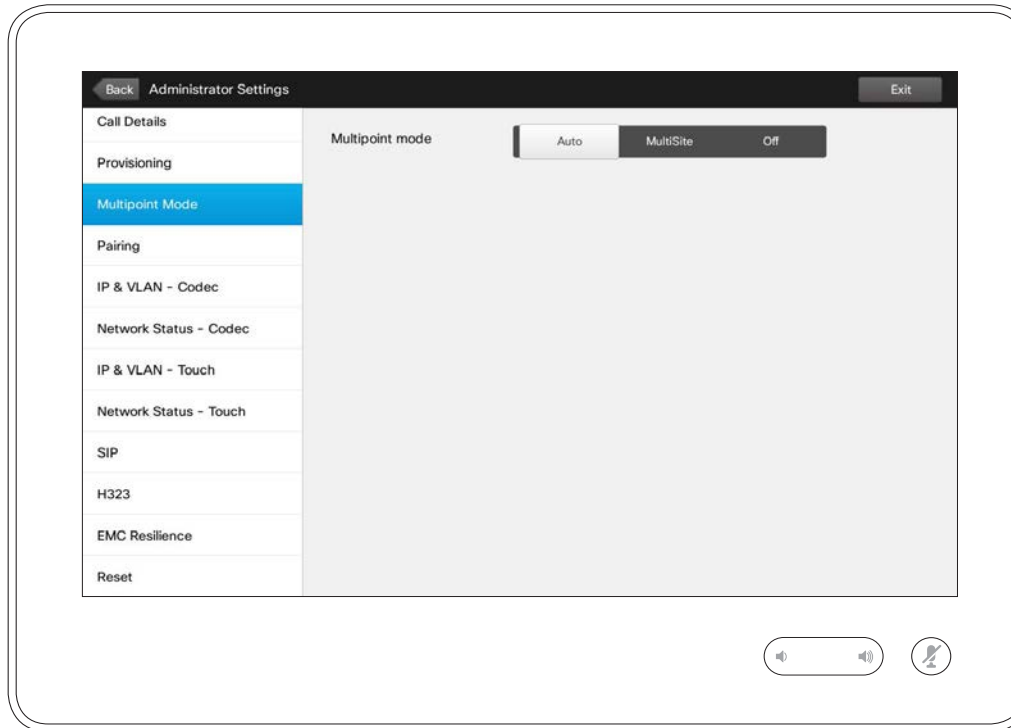 Back Administrator Settings Exit
Call Details
Multipoint mode Auto MultiSite Off
Provisioning
Multipoint Mode
Pairing
IP & VLAN - Codec
Network Status - Codec
IP & VLAN - Touch
Network Status - Touch
SIP
H323
EMC Resilience
Reset